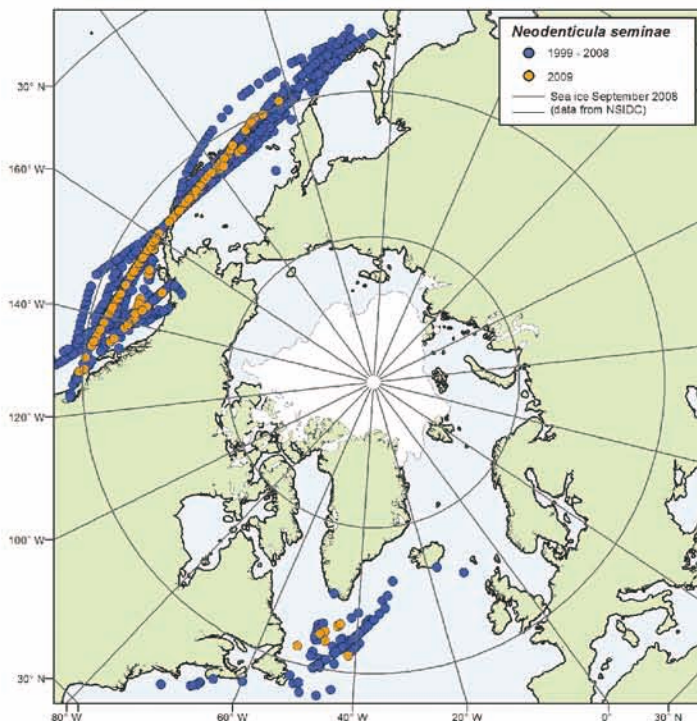 Neodenticula seminae
1999 - 2008
2009
Sea ice September 2008
(data from NSIDC)
30° N
160° W
140° W
120° W
100° W
30° N
80° W
60° W
40° W
20° W
0° W
30° N